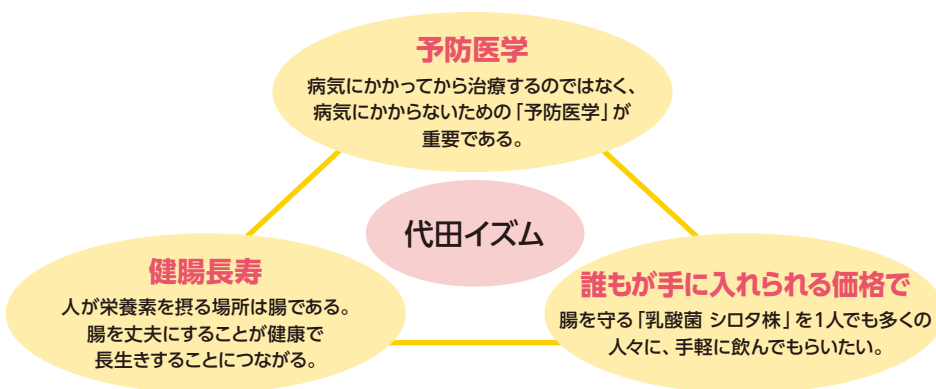 予防医学
病気にかかってから治療するのではなく、
病気にかからないための「予防医学」が
重要である。
代田イズム
健腸長寿
人が栄養素を摂る場所は腸である。
腸を丈夫にすることが健康で
長生きすることにつながる。
誰もが手に入れられる価格で
腸を守る「乳酸菌 シロタ株」を1人でも多くの
人々に、手軽に飲んでもらいたい。